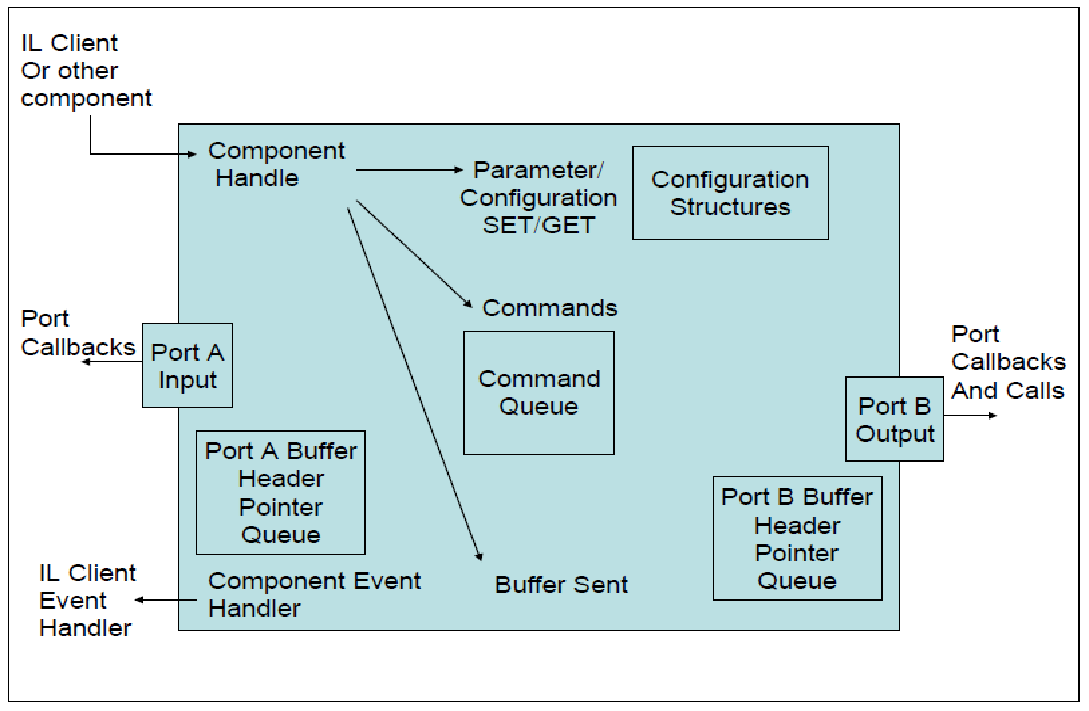 IL Client
Or other
component
Component
Handle
Parameter/
Configuration
SET/GET
Configuration
Structures
Commands
Command
Queue
Port
Callbacks
Port A
Input
Port
Callbacks
And Calls
Port B
Output
Port A Buffer
Header
Pointer
Queue
Port B Buffer
Header
Pointer
Queue
IL Client
Event
Handler
Component Event
Handler
Buffer Sent